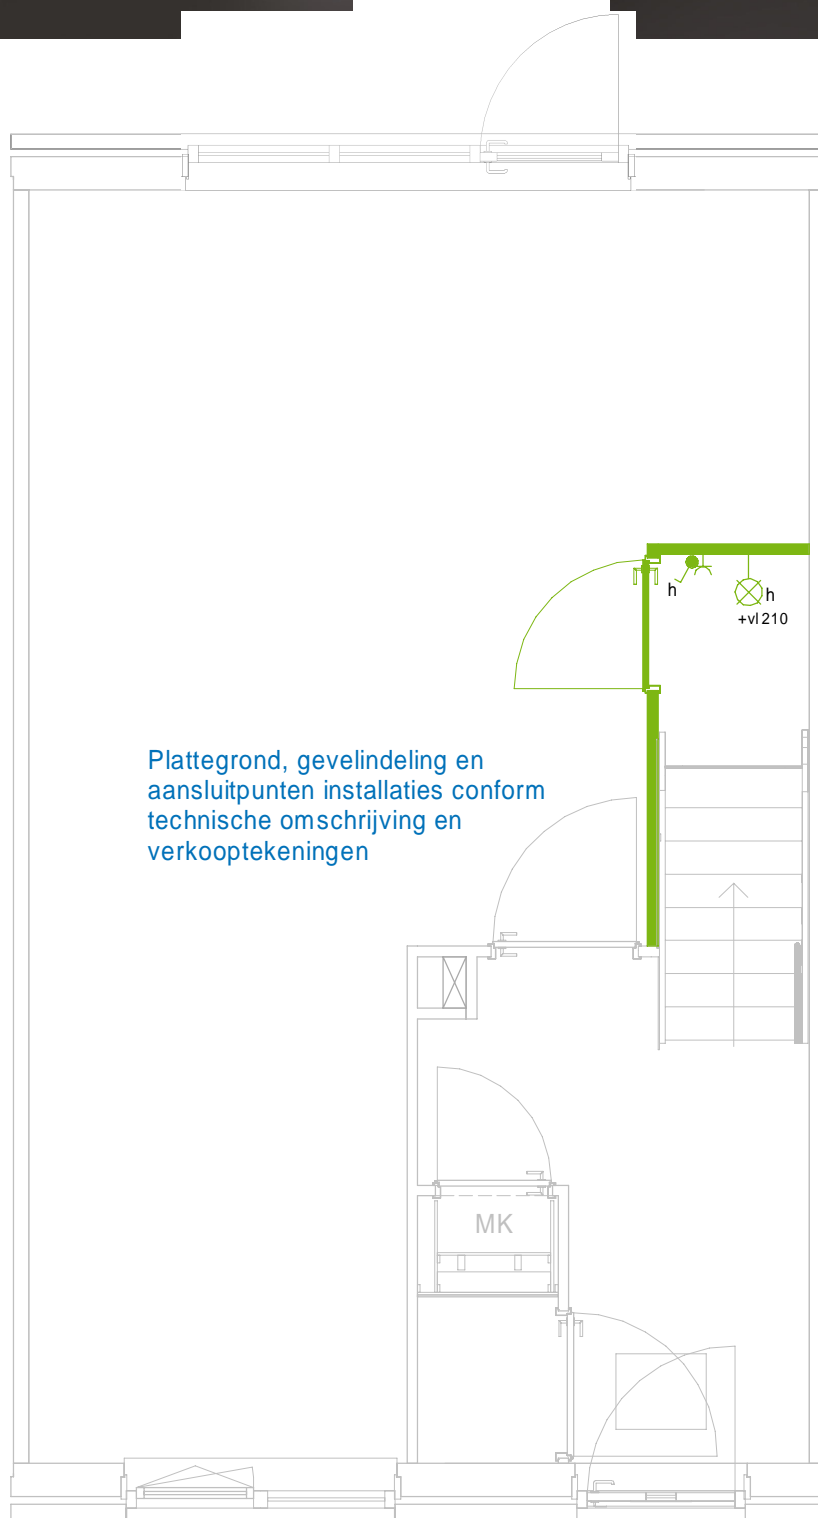 h
h
+vl 210
Plattegrond, gevelindeling en
aansluitpunten installaties conform
technische omschrijving en
verkooptekeningen
MK